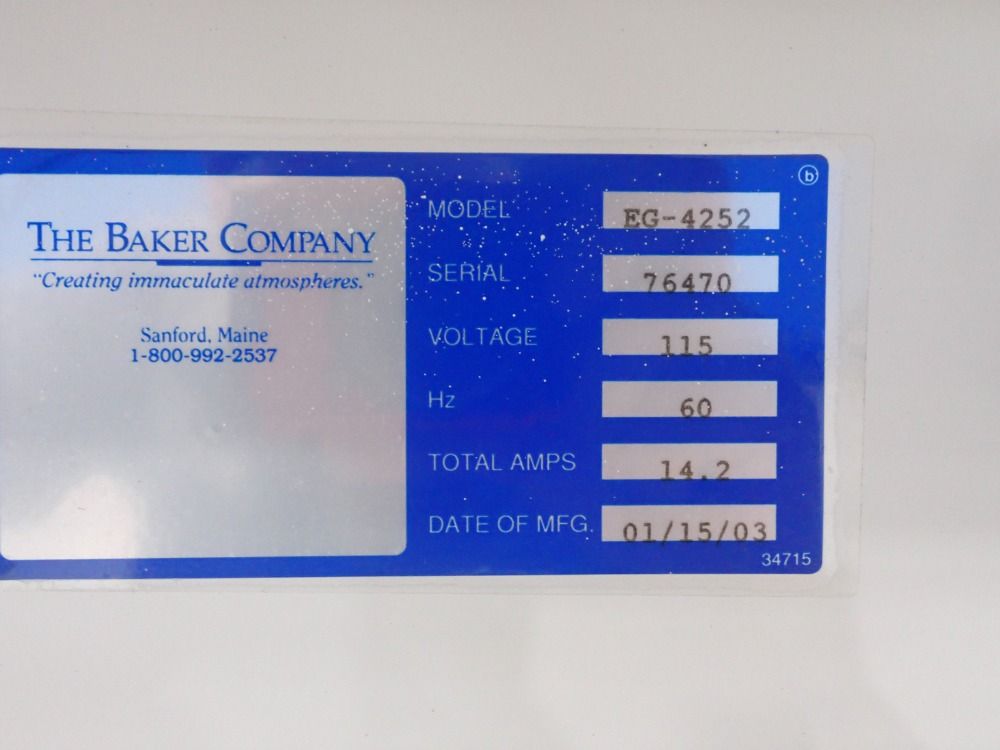 THE BAKER COMPANY
"Creating immaculate atmospheres."
Sanford, Maine
1-800-992-2537
b
MODEL EG-4252
SERIAL 76470
VOLTAGE 115
Hz 60
TOTAL AMPS 14.2
DATE OF MFG. 01/15/03
34715